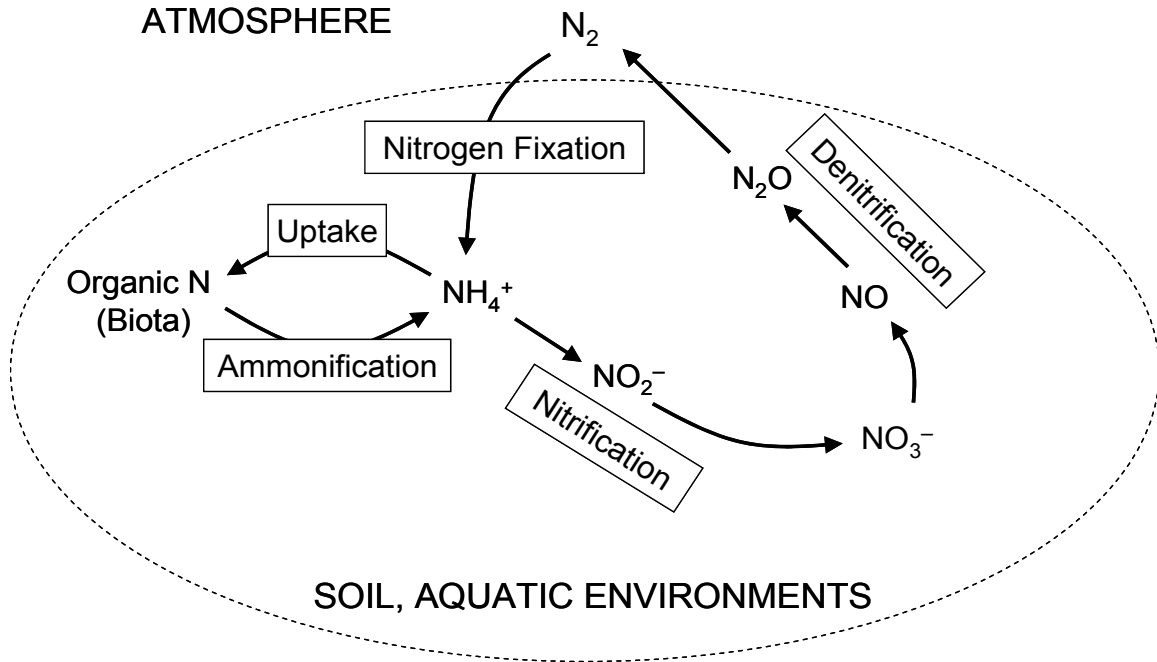 ATMOSPHERE
N₂
Nitrogen Fixation
N₂O
Denitrification
Uptake
Organic N
(Biota)
NH₄⁺
NO
Ammonification
NO₂⁻
Nitrification
NO₃⁻
SOIL, AQUATIC ENVIRONMENTS